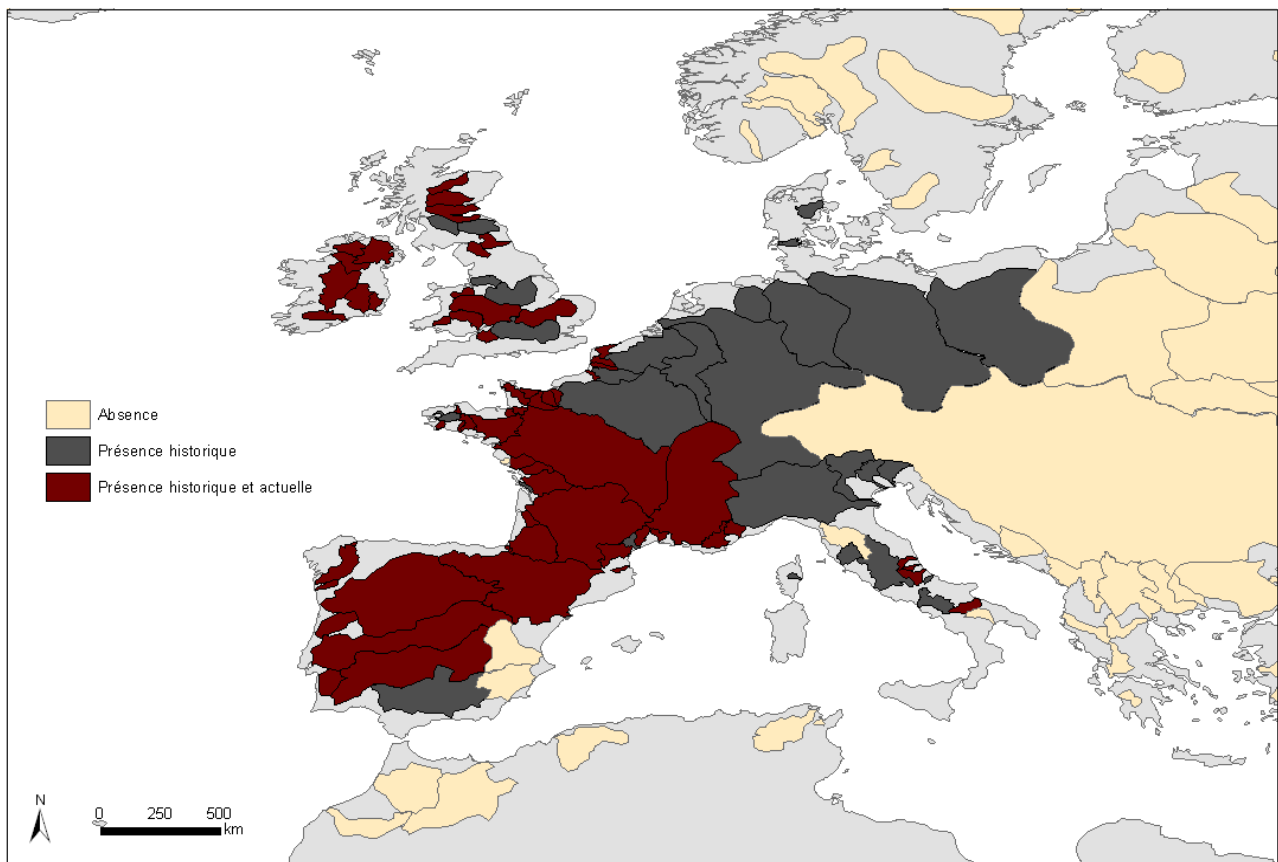 Absence
Présence historique
Présence historique et actuelle
N
0 250 500
km